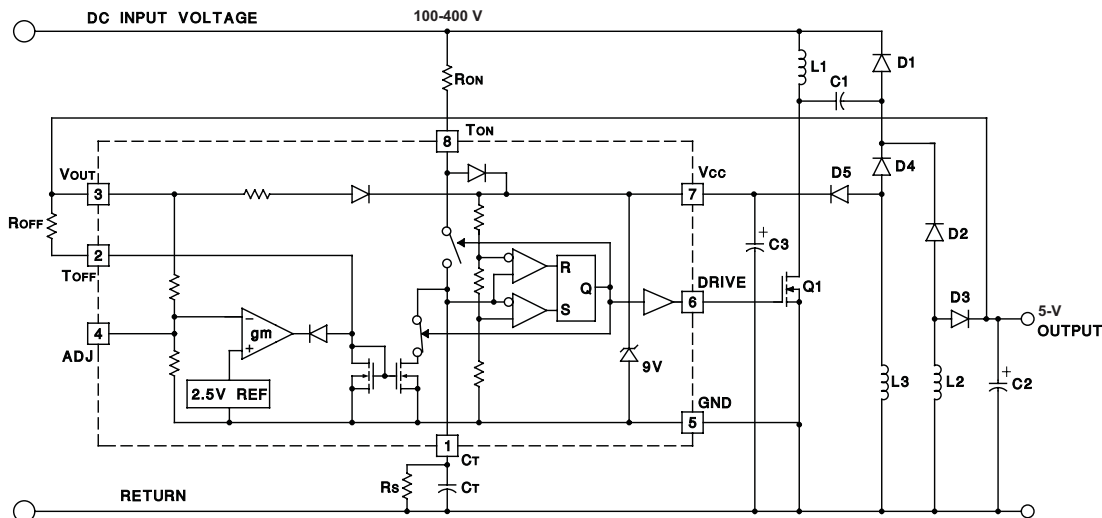 DC INPUT VOLTAGE
100-400 V
RON
L1
C1
D1
TON
8
VOUT
3
VCC
7
D5
D4
ROFF
2
TOFF
C3
D2
R
Q
S
DRIVE
6
Q1
D3
5-V
OUTPUT
4
ADJ
gm
2.5V REF
9V
L3
L2
C2
GND
5
1
CT
RS
CT
RETURN